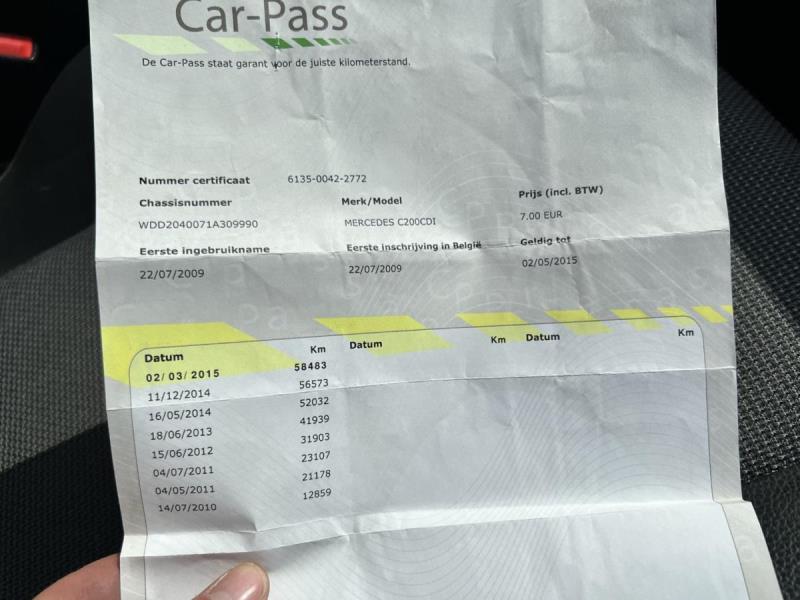 Car-Pass
De Car-Pass staat garant voor de juiste kilometerstand.
Nummer certificaat 6135-0042-2772
Chassisnummer Merk/Model Prijs (incl. BTW)
WDD2040071A309990 MERCEDES C200CDI 7.00 EUR
Eerste ingebruikname Eerste inschrijving in België Geldig tot
22/07/2009 22/07/2009 02/05/2015
Datum Km Datum Km Datum Km
02/03/2015 58483
11/12/2014 56573
16/05/2014 52032
18/06/2013 41939
15/06/2012 31903
04/07/2011 23107
04/05/2011 21178
14/07/2010 12859